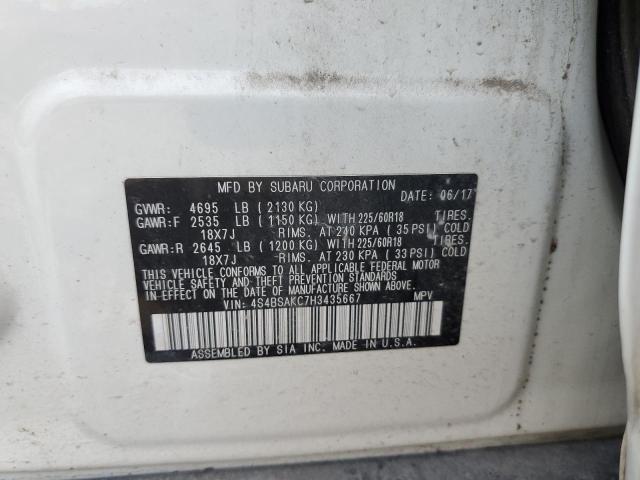 MFD BY SUBARU CORPORATION DATE: 06/17
GVWR: 4695 LB (2130 KG)
GAWR:F 2535 LB (1150 KG) WITH 225/60R18 TIRES.
18X7J RIMS. AT 240 KPA (35 PSI) COLD
GAWR:R 2645 LB (1200 KG) WITH 225/60R18 TIRES.
18X7J RIMS. AT 230 KPA (33 PSI) COLD
THIS VEHICLE CONFORMS TO ALL APPLICABLE FEDERAL MOTOR
VEHICLE SAFETY, BUMPER, AND THEFT PREVENTION STANDARDS
IN EFFECT ON THE DATE OF MANUFACTURE SHOWN ABOVE.
VIN: 4S4BSAKC7H3435667 MPV
ASSEMBLED BY SIA INC. MADE IN U.S.A.